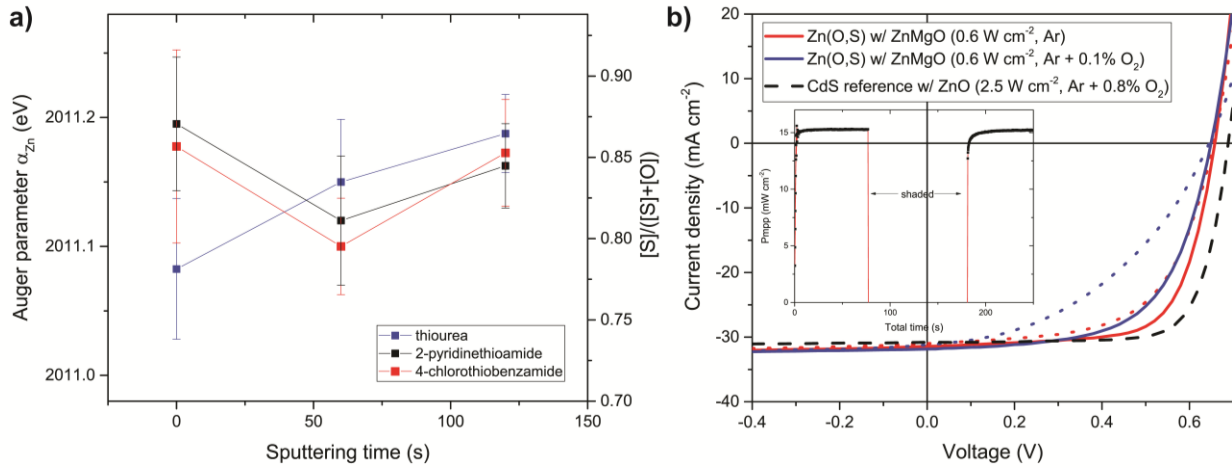 a)
Auger parameter α_Zn (eV)
2011.2
2011.1
2011.0
0.90
0.85
0.80
0.75
0.70
[S]/([S]+[O])
thiourea
2-pyridinethioamide
4-chlorothiobenzamide
0 50 100 150
Sputtering time (s)
b)
Current density (mA cm⁻²)
20
10
0
-10
-20
-30
-40
Zn(O,S) w/ ZnMgO (0.6 W cm⁻², Ar)
Zn(O,S) w/ ZnMgO (0.6 W cm⁻², Ar + 0.1% O₂)
CdS reference w/ ZnO (2.5 W cm⁻², Ar + 0.8% O₂)
Pmpp (mW cm⁻²)
15
10
5
0
shaded
0 100 200
Total time (s)
-0.4 -0.2 0.0 0.2 0.4 0.6
Voltage (V)